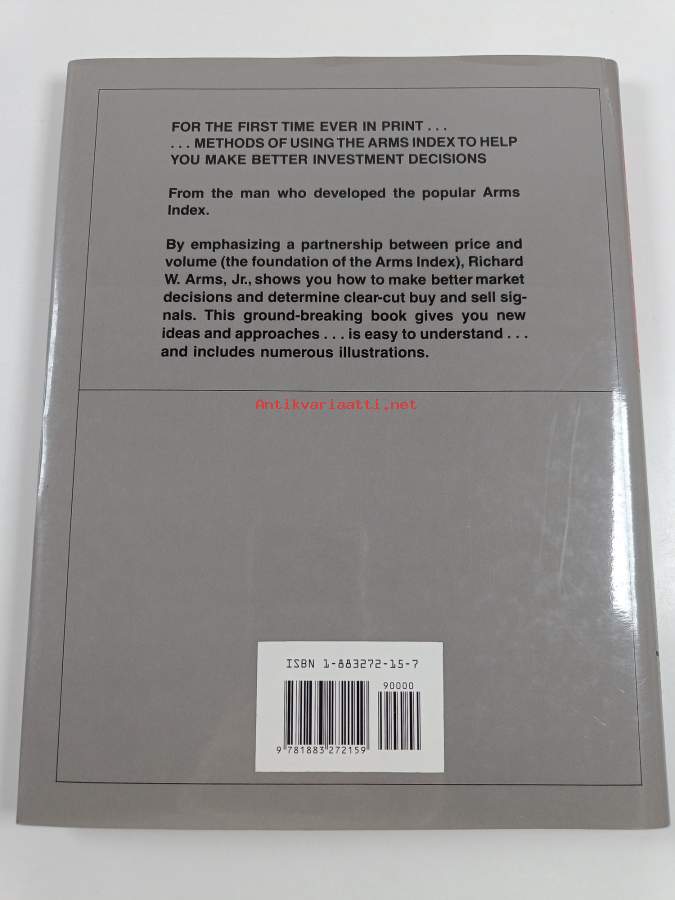 FOR THE FIRST TIME EVER IN PRINT . . .
. . . METHODS OF USING THE ARMS INDEX TO HELP
YOU MAKE BETTER INVESTMENT DECISIONS
From the man who developed the popular Arms
Index.
By emphasizing a partnership between price and
volume (the foundation of the Arms Index), Richard
W. Arms, Jr., shows you how to make better market
decisions and determine clear-cut buy and sell sig-
nals. This ground-breaking book gives you new
ideas and approaches . . . is easy to understand . . .
and includes numerous illustrations.
Antikvariaatti.net
ISBN 1-883272-15-7
90000
9 781883 272159